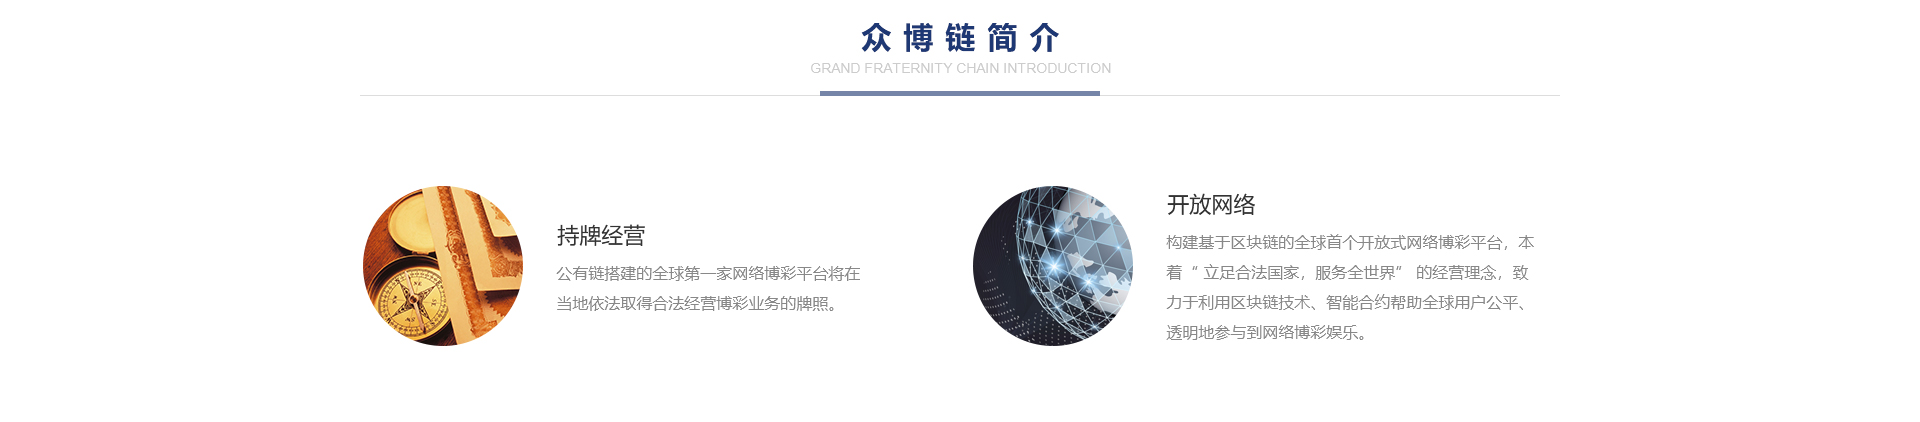 众博链简介
GRAND FRATERNITY CHAIN INTRODUCTION
持牌经营
公有链搭建的全球第一家网络博彩平台将在
当地依法取得合法经营博彩业务的牌照。
开放网络
构建基于区块链的全球首个开放式网络博彩平台，本
着“ 立足合法国家，服务全世界” 的经营理念，致
力于利用区块链技术、智能合约帮助全球用户公平、
透明地参与到网络博彩娱乐。